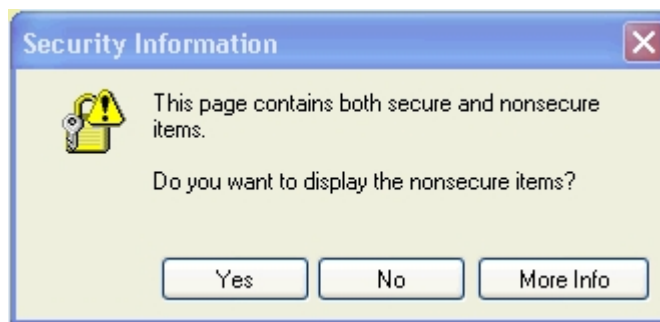 Security Information
This page contains both secure and nonsecure
items.
Do you want to display the nonsecure items?
Yes No More Info